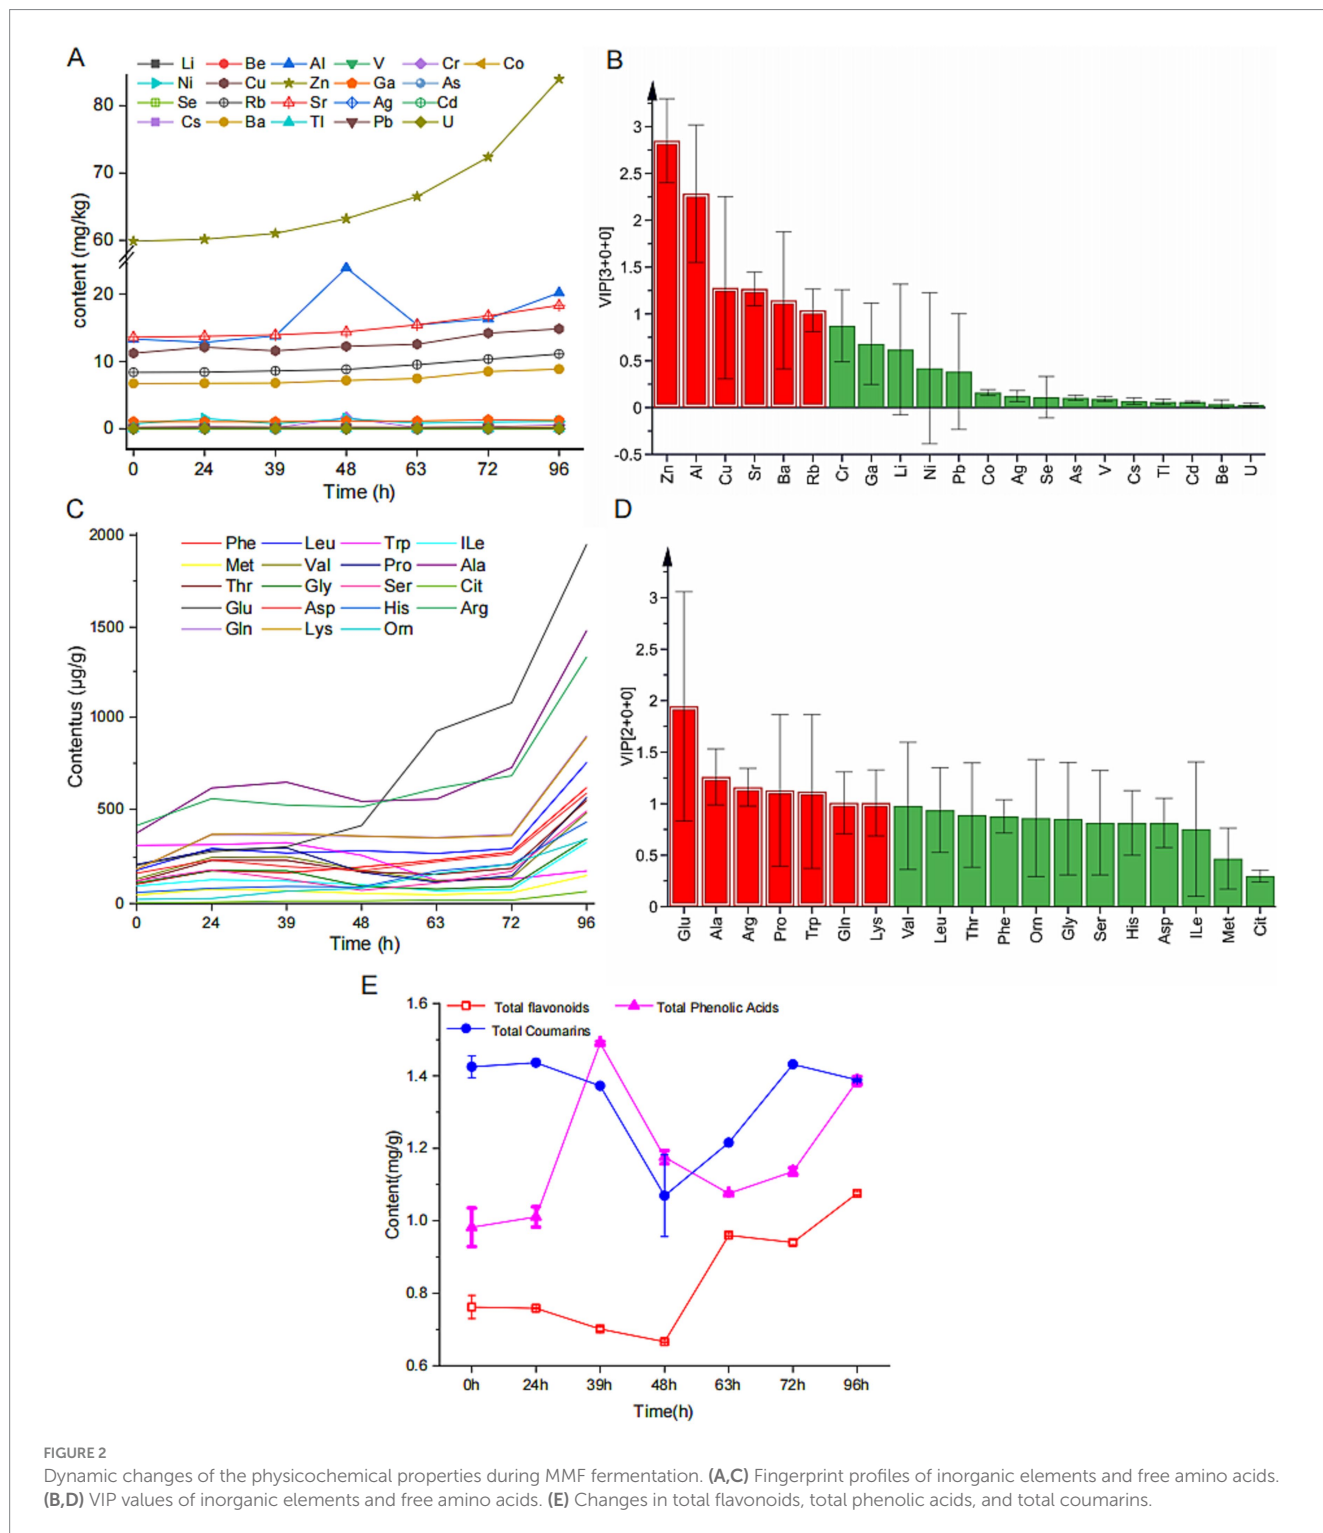 A
Li Be Al V Cr Co
Ni Cu Zn Ga As
Se Rb Sr Ag Cd
Cs Ba Tl Pb U
80
70
60
20
10
0
content (mg/kg)
0 24 39 48 63 72 96
Time (h)
B
3
2.5
2
1.5
1
0.5
0
-0.5
VIP[3+0+0]
Zn Al Cu Sr Ba Rb Cr Ga Li Ni Pb Co Ag Se As V Cs Tl Cd Be U
C
2000
1500
1000
500
0
Contentus (μg/g)
Phe Leu Trp ILe
Met Val Pro Ala
Thr Gly Ser Cit
Glu Asp His Arg
Gln Lys Orn
0 24 39 48 63 72 96
Time (h)
D
3
2.5
2
1.5
1
0.5
0
VIP[2+0+0]
Glu Ala Arg Pro Trp Gln Lys Val Leu Thr Phe Orn Gly Ser His Asp ILe Met Cit
E
1.6
1.4
1.2
1.0
0.8
0.6
Content(mg/g)
Total flavonoids Total Phenolic Acids
Total Coumarins
0h 24h 39h 48h 63h 72h 96h
Time(h)
FIGURE 2
Dynamic changes of the physicochemical properties during MMF fermentation. (A,C) Fingerprint profiles of inorganic elements and free amino acids.
(B,D) VIP values of inorganic elements and free amino acids. (E) Changes in total flavonoids, total phenolic acids, and total coumarins.